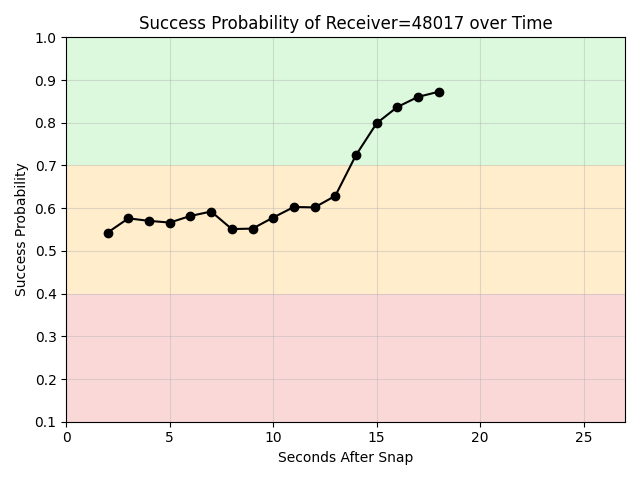 Success Probability of Receiver=48017 over Time
1.0
0.9
0.8
0.7
0.6
0.5
0.4
0.3
0.2
0.1
Success Probability
0 5 10 15 20 25
Seconds After Snap